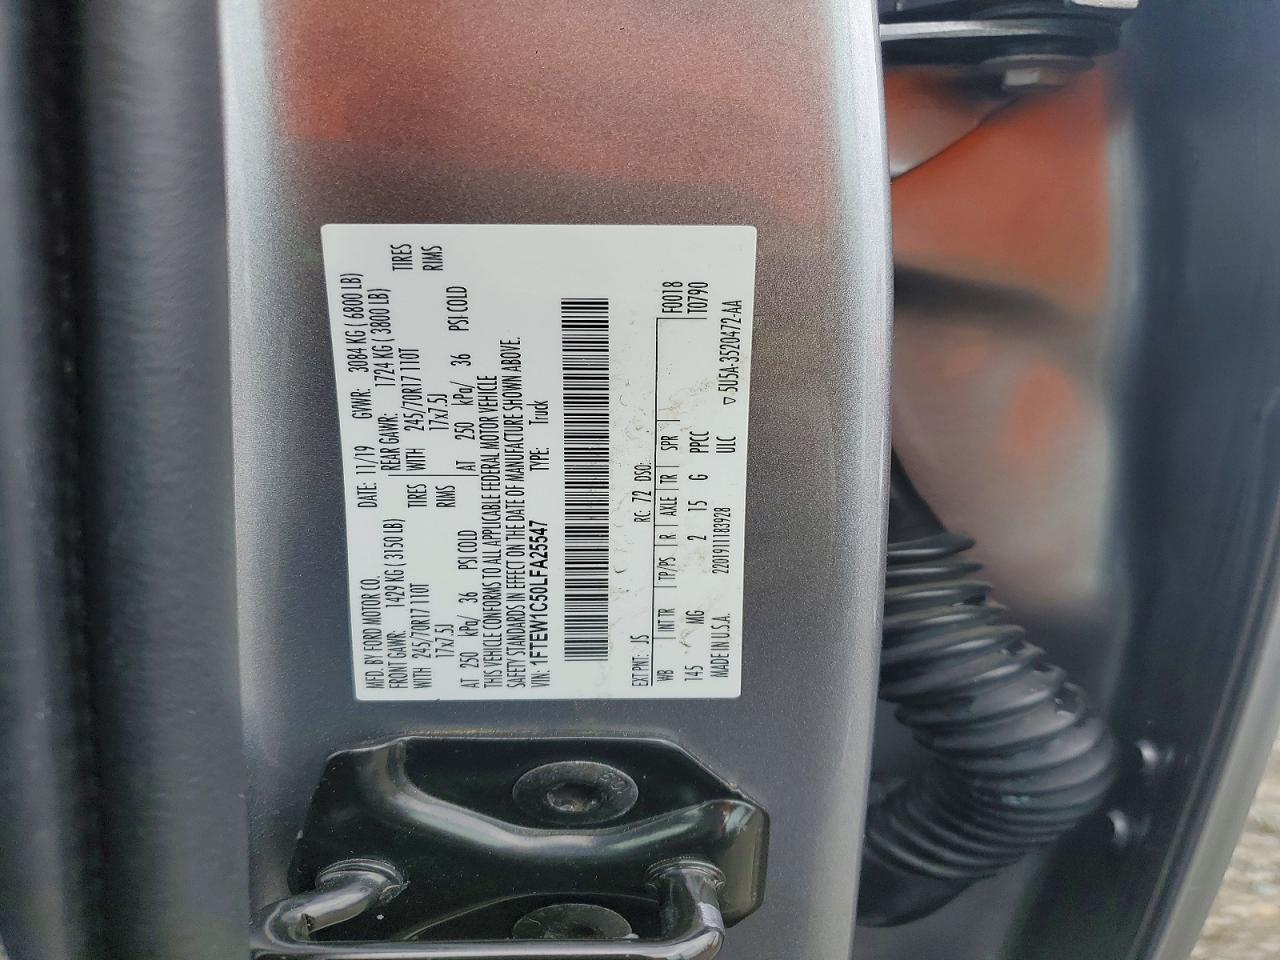 MFD. BY FORD MOTOR CO.
DATE: 11/19 GVWR: 3084 KG ( 6800 LB)
FRONT GAWR: 1429 KG ( 3150 LB)
REAR GAWR: 1724 KG ( 3800 LB)
WITH 245/70R17 110T TIRES
WITH 245/70R17 110T TIRES
17x7.5J RIMS
17x7.5J RIMS
AT 250 kPa/ 36 PSI COLD
AT 250 kPa/ 36 PSI COLD
THIS VEHICLE CONFORMS TO ALL APPLICABLE FEDERAL MOTOR VEHICLE
SAFETY STANDARDS IN EFFECT ON THE DATE OF MANUFACTURE SHOWN ABOVE.
VIN: 1FTEW1C50LFA25547 TYPE: Truck
EXT PNT: JS RC: 72 DSO: F0018
WB INT TR TP/PS R AXLE TR SPR T0790
145 MG 2 15 G PPCC
MADE IN U.S.A. 2201911183928 ULC ▽ 5U5A-3520472-AA